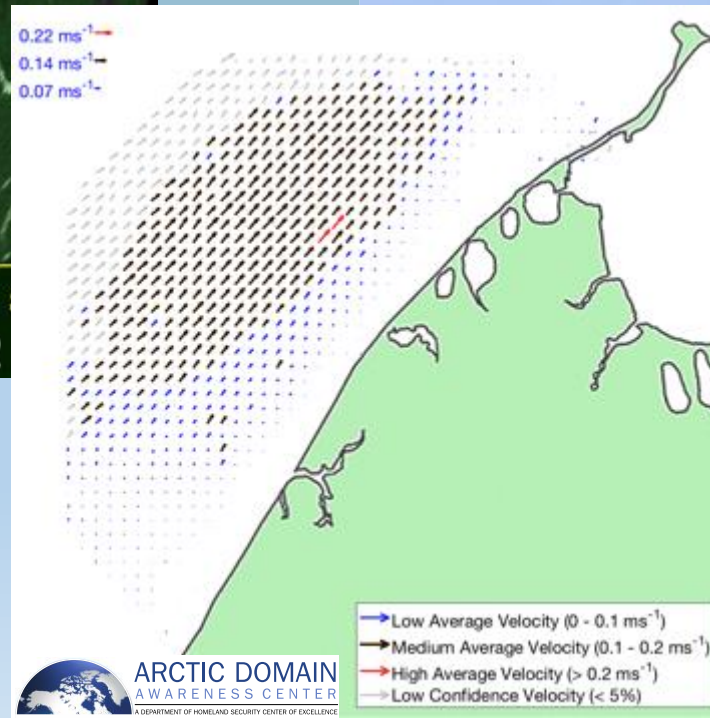 0.22 ms⁻¹
0.14 ms⁻¹
0.07 ms⁻¹
Low Average Velocity (0 - 0.1 ms⁻¹)
Medium Average Velocity (0.1 - 0.2 ms⁻¹)
High Average Velocity (> 0.2 ms⁻¹)
Low Confidence Velocity (< 5%)
ARCTIC DOMAIN
AWARENESS CENTER
A DEPARTMENT OF HOMELAND SECURITY CENTER OF EXCELLENCE